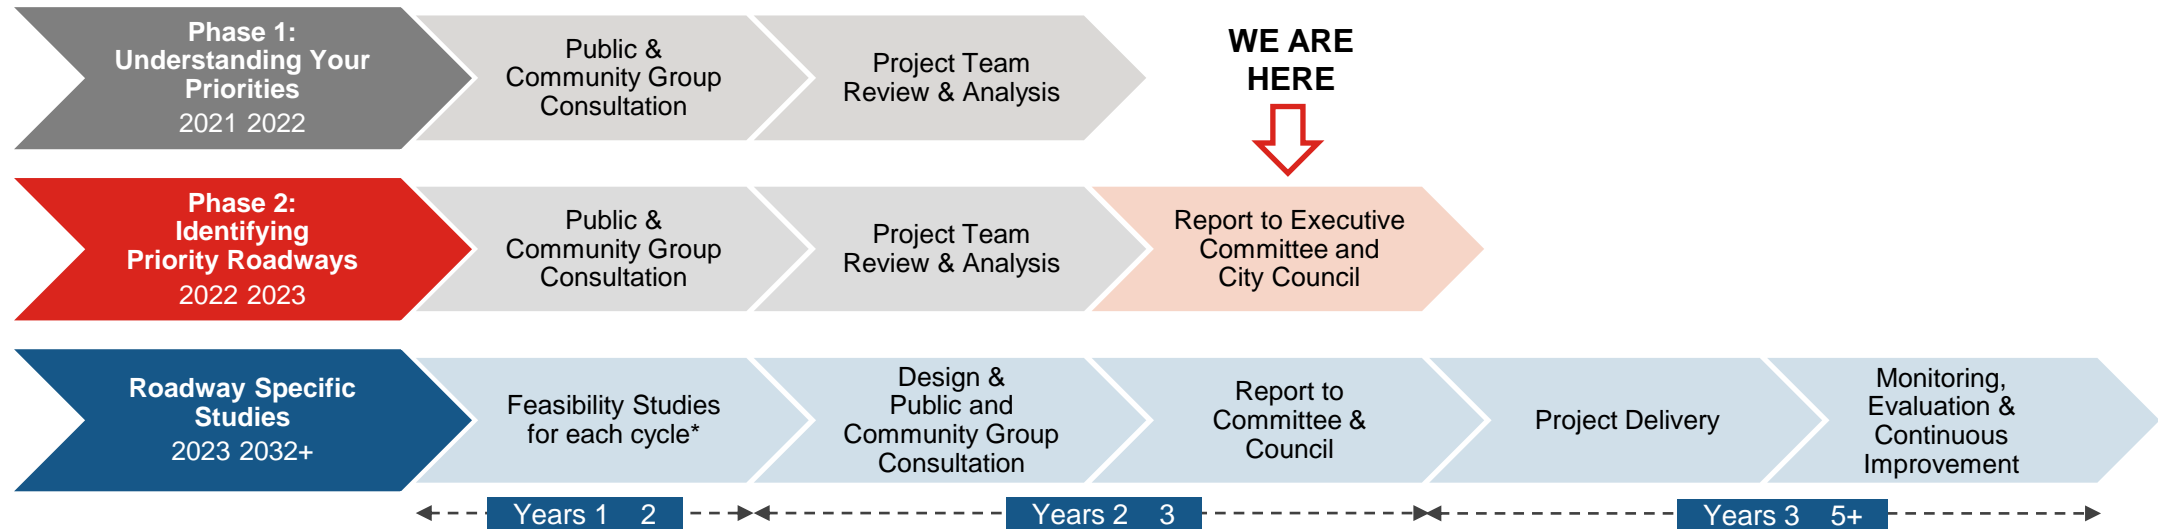 Phase 1:
Understanding Your
Priorities
2021 2022
Public &
Community Group
Consultation
Project Team
Review & Analysis
WE ARE
HERE
Phase 2:
Identifying
Priority Roadways
2022 2023
Public &
Community Group
Consultation
Project Team
Review & Analysis
Report to Executive
Committee and
City Council
Roadway Specific
Studies
2023 2032+
Feasibility Studies
for each cycle*
Design &
Public and
Community Group
Consultation
Report to
Committee &
Council
Project Delivery
Monitoring,
Evaluation &
Continuous
Improvement
Years 1 2
Years 2 3
Years 3 5+